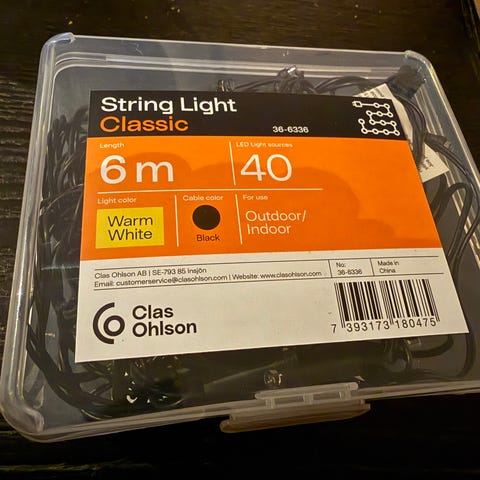 String Light
Classic
36-6336
Length
6 m
LED Light sources
40
Light color
Warm
White
Cable color
Black
For use
Outdoor/
Indoor
Clas Ohlson AB | SE-793 85 Insjön
Email: customerservice@clasohlson.com | Website: www.clasohlson.com
No:
36-6336
Made in
China
Clas
Ohlson
7 393173 180475